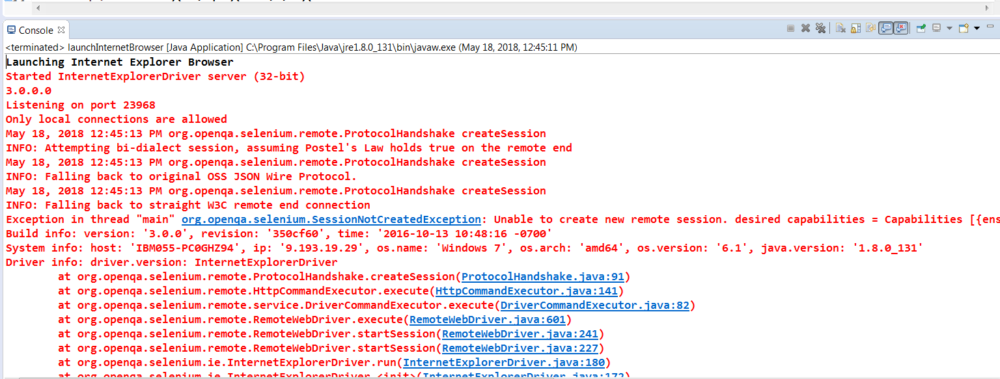 Console
<terminated> launchInternetBrowser [Java Application] C:\Program Files\Java\jre1.8.0_131\bin\javaw.exe (May 18, 2018, 12:45:11 PM)
Launching Internet Explorer Browser
Started InternetExplorerDriver server (32-bit)
3.0.0.0
Listening on port 23968
Only local connections are allowed
May 18, 2018 12:45:13 PM org.openqa.selenium.remote.ProtocolHandshake createSession
INFO: Attempting bi-dialect session, assuming Postel's Law holds true on the remote end
May 18, 2018 12:45:13 PM org.openqa.selenium.remote.ProtocolHandshake createSession
INFO: Falling back to original OSS JSON Wire Protocol.
May 18, 2018 12:45:13 PM org.openqa.selenium.remote.ProtocolHandshake createSession
INFO: Falling back to straight W3C remote end connection
Exception in thread "main" org.openqa.selenium.SessionNotCreatedException: Unable to create new remote session. desired capabilities = Capabilities [{ens
Build info: version: '3.0.0', revision: '350cf60', time: '2016-10-13 10:48:16 -0700'
System info: host: 'IBM055-PC0GHZ94', ip: '9.193.19.29', os.name: 'Windows 7', os.arch: 'amd64', os.version: '6.1', java.version: '1.8.0_131'
Driver info: driver.version: InternetExplorerDriver
at org.openqa.selenium.remote.ProtocolHandshake.createSession(ProtocolHandshake.java:91)
at org.openqa.selenium.remote.HttpCommandExecutor.execute(HttpCommandExecutor.java:141)
at org.openqa.selenium.remote.service.DriverCommandExecutor.execute(DriverCommandExecutor.java:82)
at org.openqa.selenium.remote.RemoteWebDriver.execute(RemoteWebDriver.java:601)
at org.openqa.selenium.remote.RemoteWebDriver.startSession(RemoteWebDriver.java:241)
at org.openqa.selenium.remote.RemoteWebDriver.startSession(RemoteWebDriver.java:227)
at org.openqa.selenium.ie.InternetExplorerDriver.run(InternetExplorerDriver.java:180)
at org.openqa.selenium.ie.InternetExplorerDriver.<init>(InternetExplorerDriver.java:172)